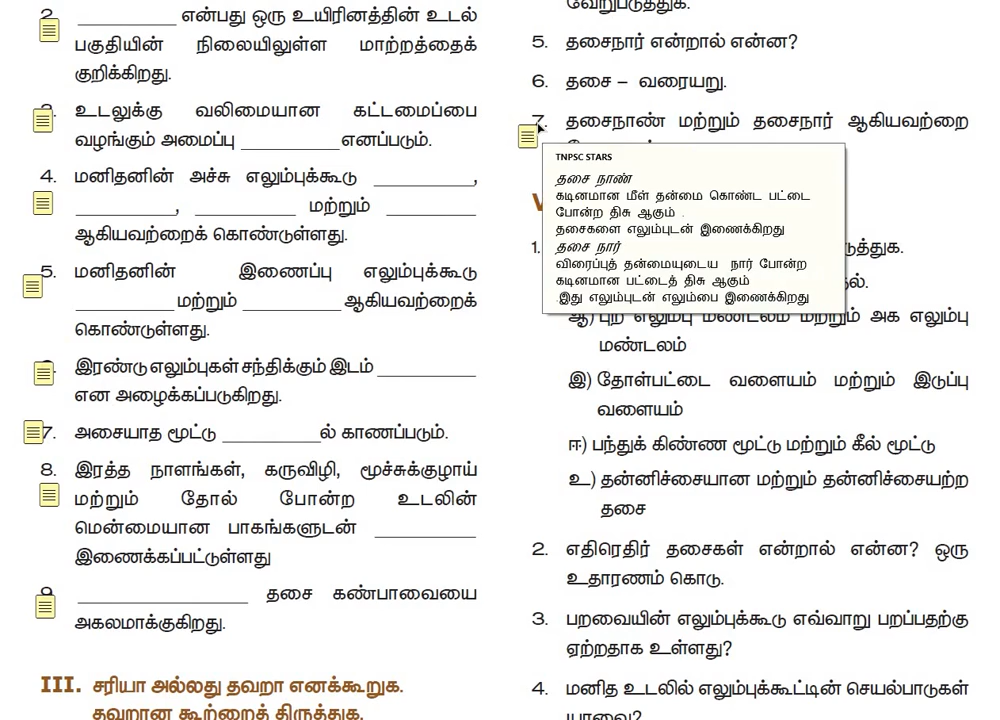 2. __________ என்பது ஒரு உயிரினத்தின் உடல்
பகுதியின் நிலையிலுள்ள மாற்றத்தைக்
குறிக்கிறது.
உடலுக்கு வலிமையான கட்டமைப்பை
வழங்கும் அமைப்பு __________ எனப்படும்.
4. மனிதனின் அச்சு எலும்புக்கூடு __________,
__________, __________ மற்றும் __________
ஆகியவற்றைக் கொண்டுள்ளது.
5. மனிதனின் இணைப்பு எலும்புக்கூடு
__________ மற்றும் __________ ஆகியவற்றைக்
கொண்டுள்ளது.
இரண்டு எலும்புகள் சந்திக்கும் இடம் __________
என அழைக்கப்படுகிறது.
7. அசையாத மூட்டு __________ல் காணப்படும்.
8. இரத்த நாளங்கள், கருவிழி, மூச்சுக்குழாய்
மற்றும் தோல் போன்ற உடலின்
மென்மையான பாகங்களுடன் __________
இணைக்கப்பட்டுள்ளது
9. __________ தசை கண்பாவையை
அகலமாக்குகிறது.
III. சரியா அல்லது தவறா எனக்கூறுக.
தவறான கூற்றைத் திருத்துக.
வேறுபடுத்துக.
5. தசைநார் என்றால் என்ன?
6. தசை – வரையறு.
7. தசைநாண் மற்றும் தசைநார் ஆகியவற்றை
TNPSC STARS
தசை நாண்
கடினமான மீள் தன்மை கொண்ட பட்டை
போன்ற திசு ஆகும் .
தசைகளை எலும்புடன் இணைக்கிறது
தசை நார்
விரைப்புத் தன்மையுடைய நார் போன்ற
கடினமான பட்டைத் திசு ஆகும்
.இது எலும்புடன் எலும்பை இணைக்கிறது
1.
ஆ) புற எலும்பு மண்டலம் மற்றும் அக எலும்பு
மண்டலம்
இ) தோள்பட்டை வளையம் மற்றும் இடுப்பு
வளையம்
ஈ) பந்துக் கிண்ண மூட்டு மற்றும் கீல் மூட்டு
உ) தன்னிச்சையான மற்றும் தன்னிச்சையற்ற
தசை
2. எதிரெதிர் தசைகள் என்றால் என்ன? ஒரு
உதாரணம் கொடு.
3. பறவையின் எலும்புக்கூடு எவ்வாறு பறப்பதற்கு
ஏற்றதாக உள்ளது?
4. மனித உடலில் எலும்புக்கூட்டின் செயல்பாடுகள்
யாவை?